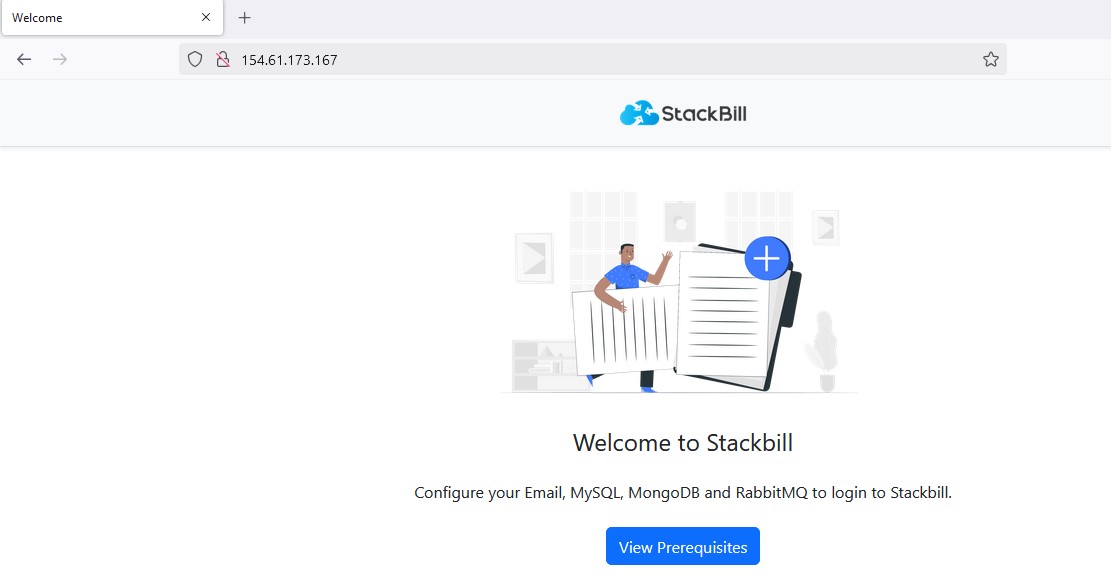 Welcome
154.61.173.167
StackBill
Welcome to Stackbill
Configure your Email, MySQL, MongoDB and RabbitMQ to login to Stackbill.
View Prerequisites